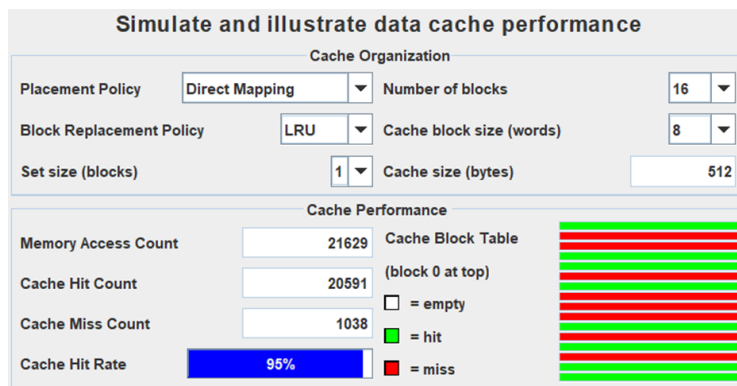 Simulate and illustrate data cache performance
Cache Organization
Placement Policy Direct Mapping Number of blocks 16
Block Replacement Policy LRU Cache block size (words) 8
Set size (blocks) 1 Cache size (bytes) 512
Cache Performance
Memory Access Count 21629 Cache Block Table
(block 0 at top)
Cache Hit Count 20591
= empty
Cache Miss Count 1038
= hit
Cache Hit Rate 95% = miss